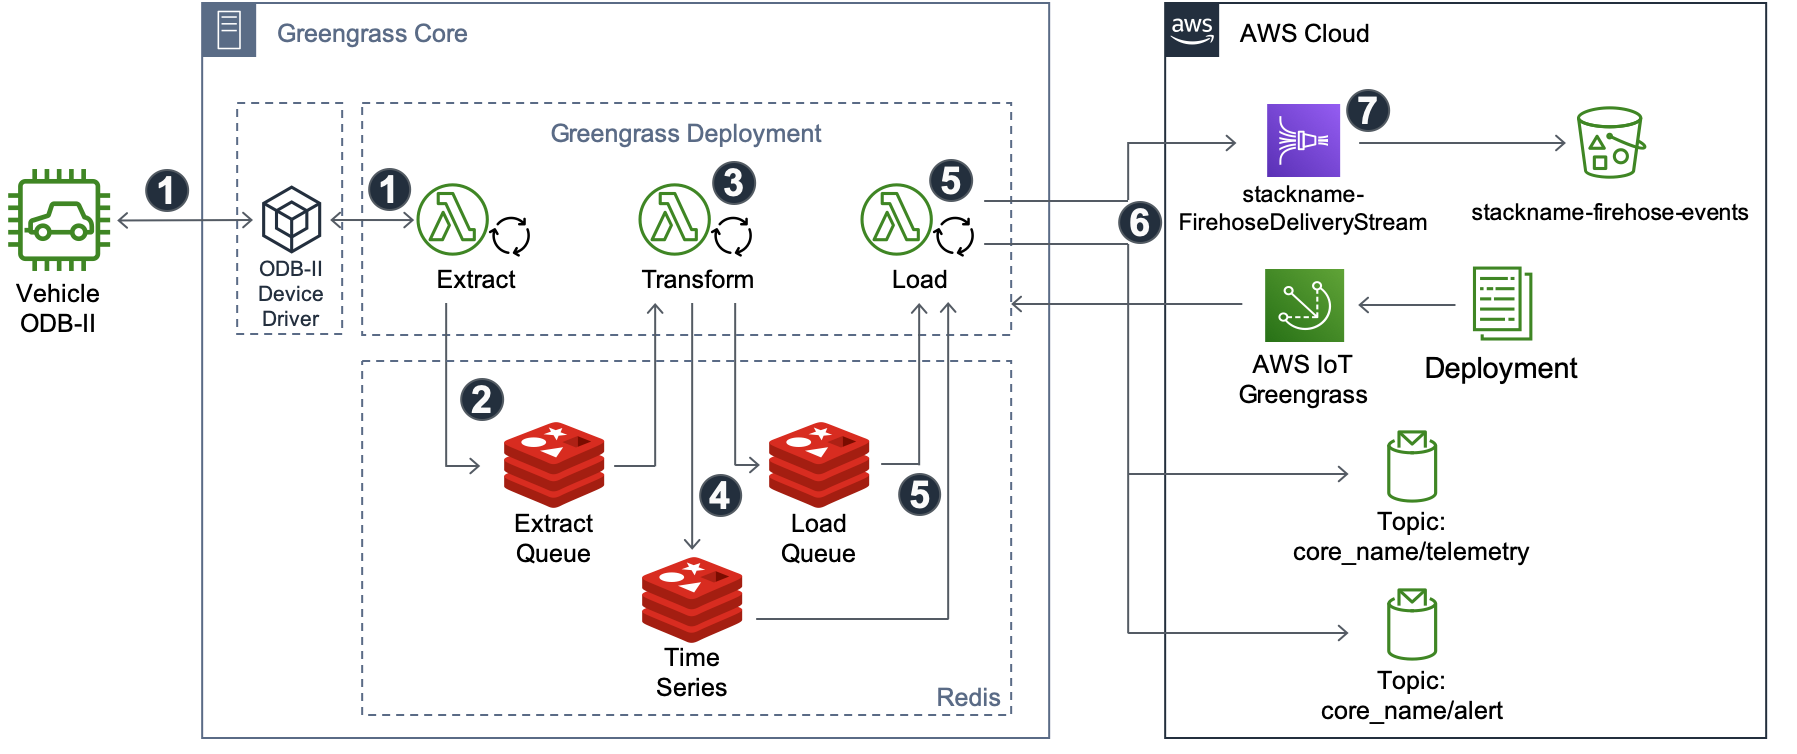 Greengrass Core
aws
AWS Cloud
Greengrass Deployment
1
Vehicle
ODB-II
ODB-II
Device
Driver
1
Extract
3
Transform
5
Load
6
7
stackname-
FirehoseDeliveryStream
stackname-firehose-events
AWS IoT
Greengrass
Deployment
2
Extract
Queue
4
Load
Queue
5
Time
Series
Redis
Topic:
core_name/telemetry
Topic:
core_name/alert